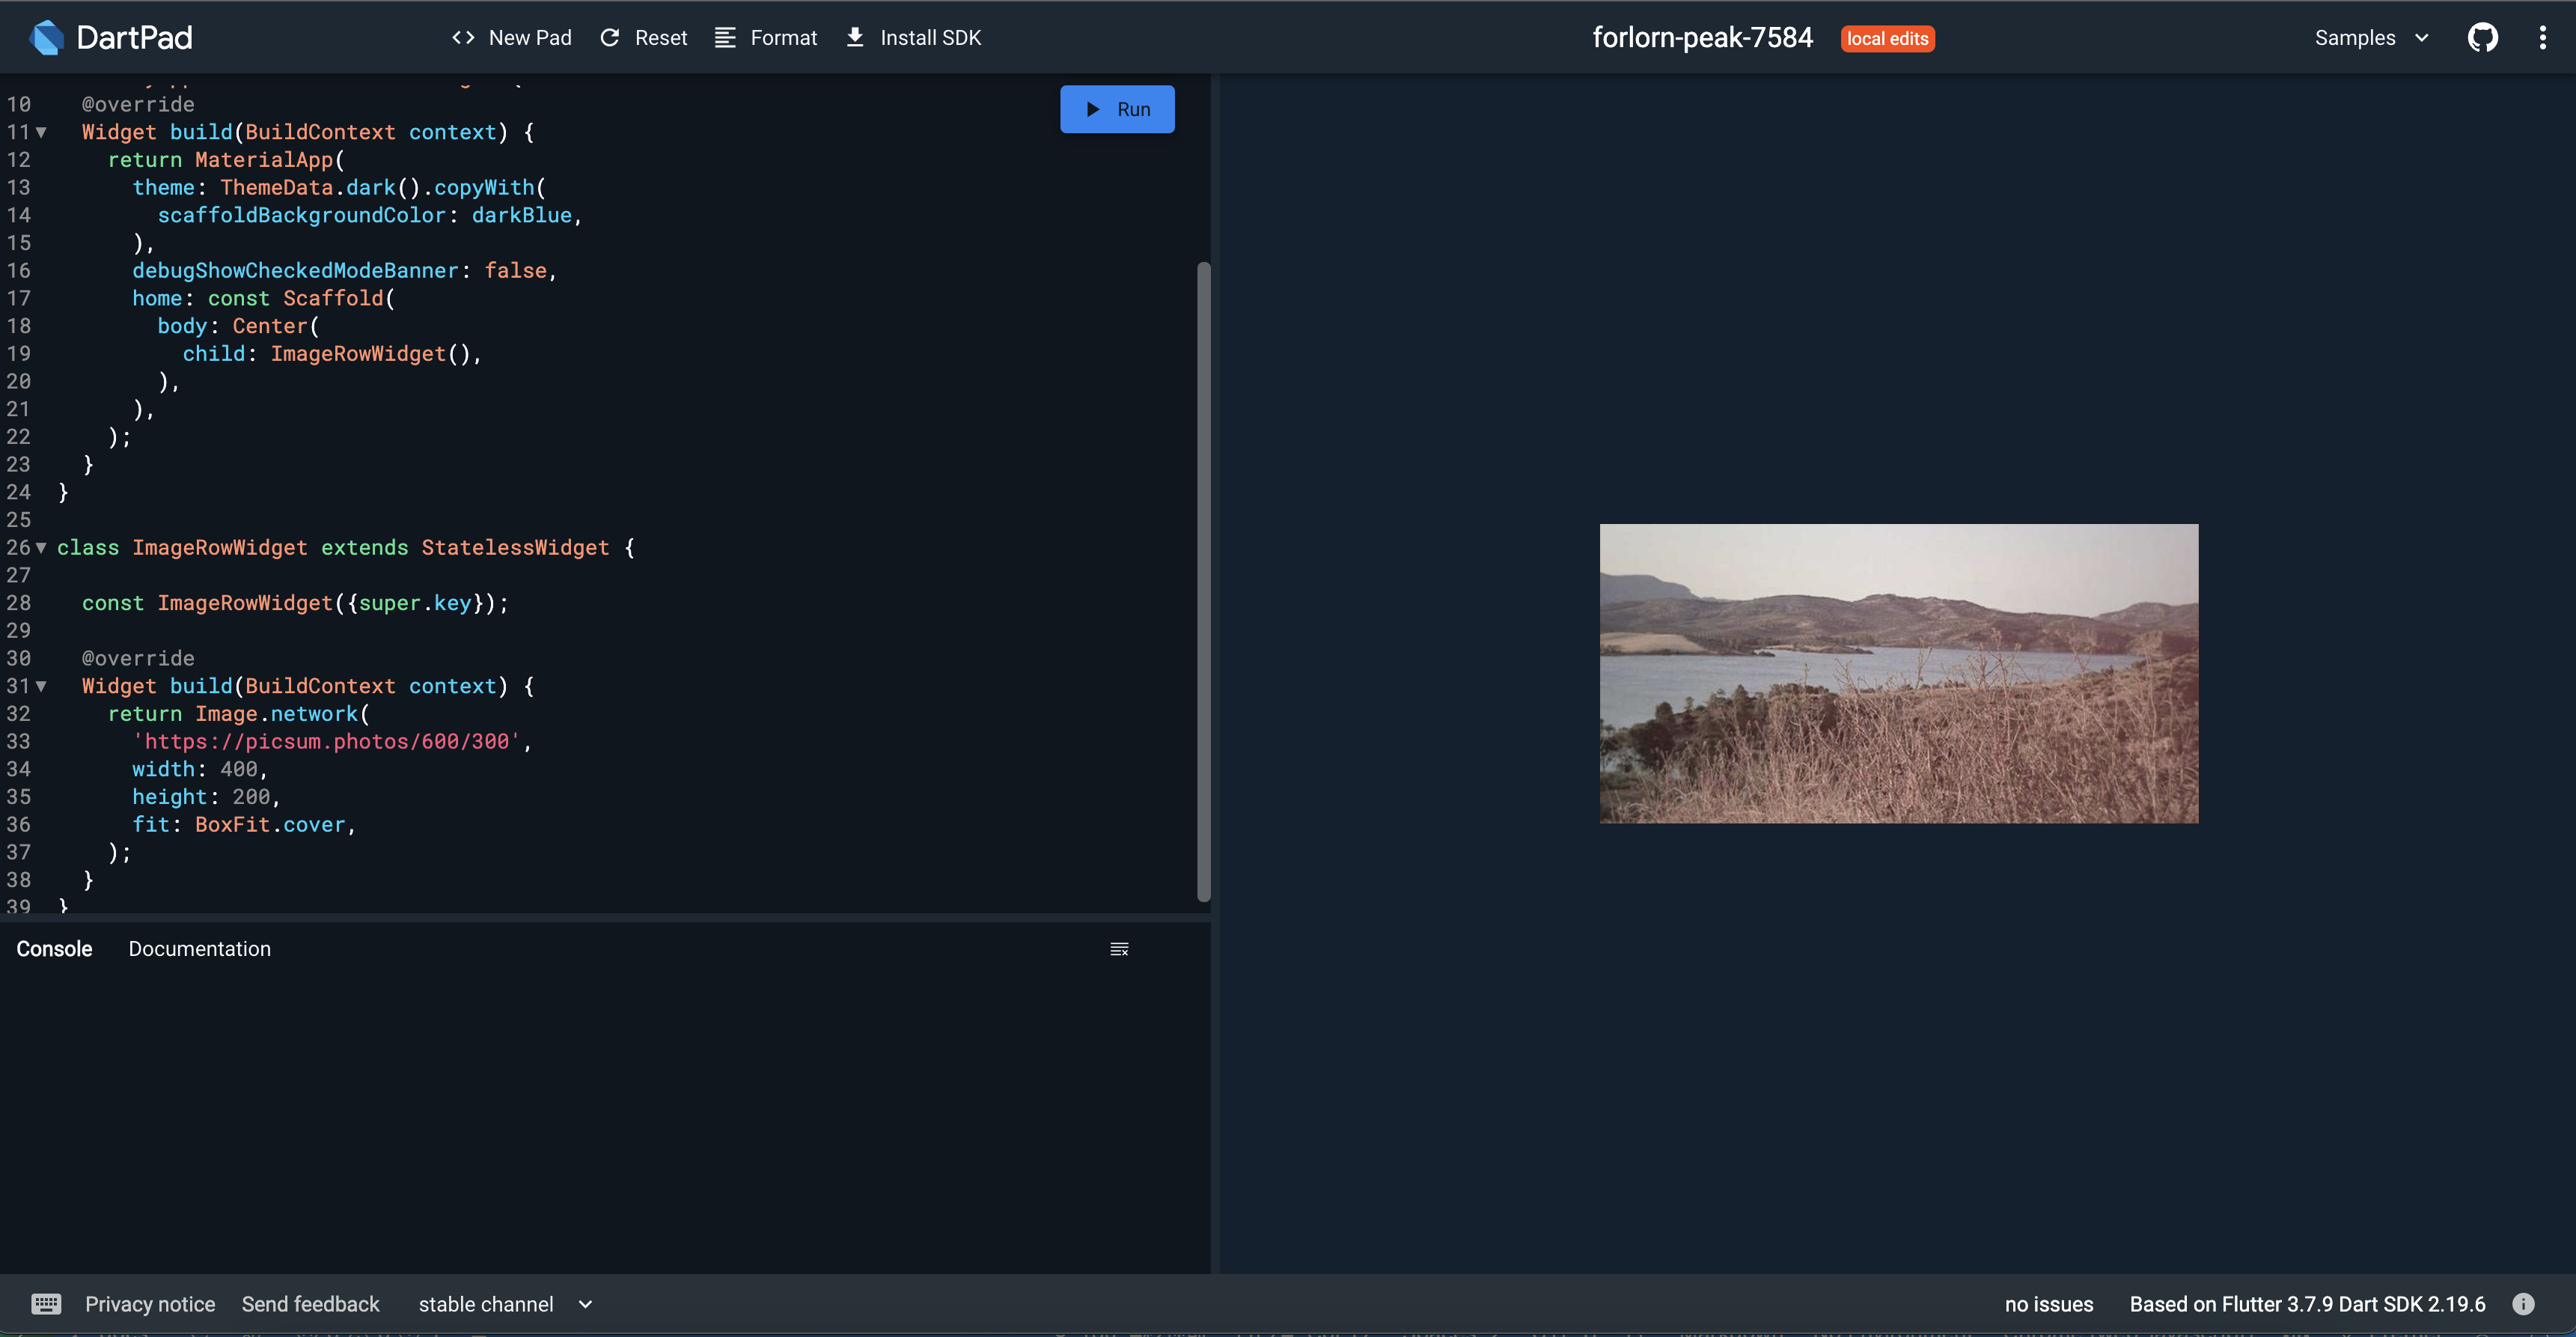 DartPad
New Pad
Reset
Format
Install SDK
forlorn-peak-7584
local edits
Samples
Run
10 @override
11 Widget build(BuildContext context) {
12 return MaterialApp(
13 theme: ThemeData.dark().copyWith(
14 scaffoldBackgroundColor: darkBlue,
15 ),
16 debugShowCheckedModeBanner: false,
17 home: const Scaffold(
18 body: Center(
19 child: ImageRowWidget(),
20 ),
21 ),
22 );
23 }
24 }
25
26 class ImageRowWidget extends StatelessWidget {
27
28 const ImageRowWidget({super.key});
29
30 @override
31 Widget build(BuildContext context) {
32 return Image.network(
33 'https://picsum.photos/600/300',
34 width: 400,
35 height: 200,
36 fit: BoxFit.cover,
37 );
38 }
39 }
Console
Documentation
Privacy notice
Send feedback
stable channel
no issues
Based on Flutter 3.7.9 Dart SDK 2.19.6